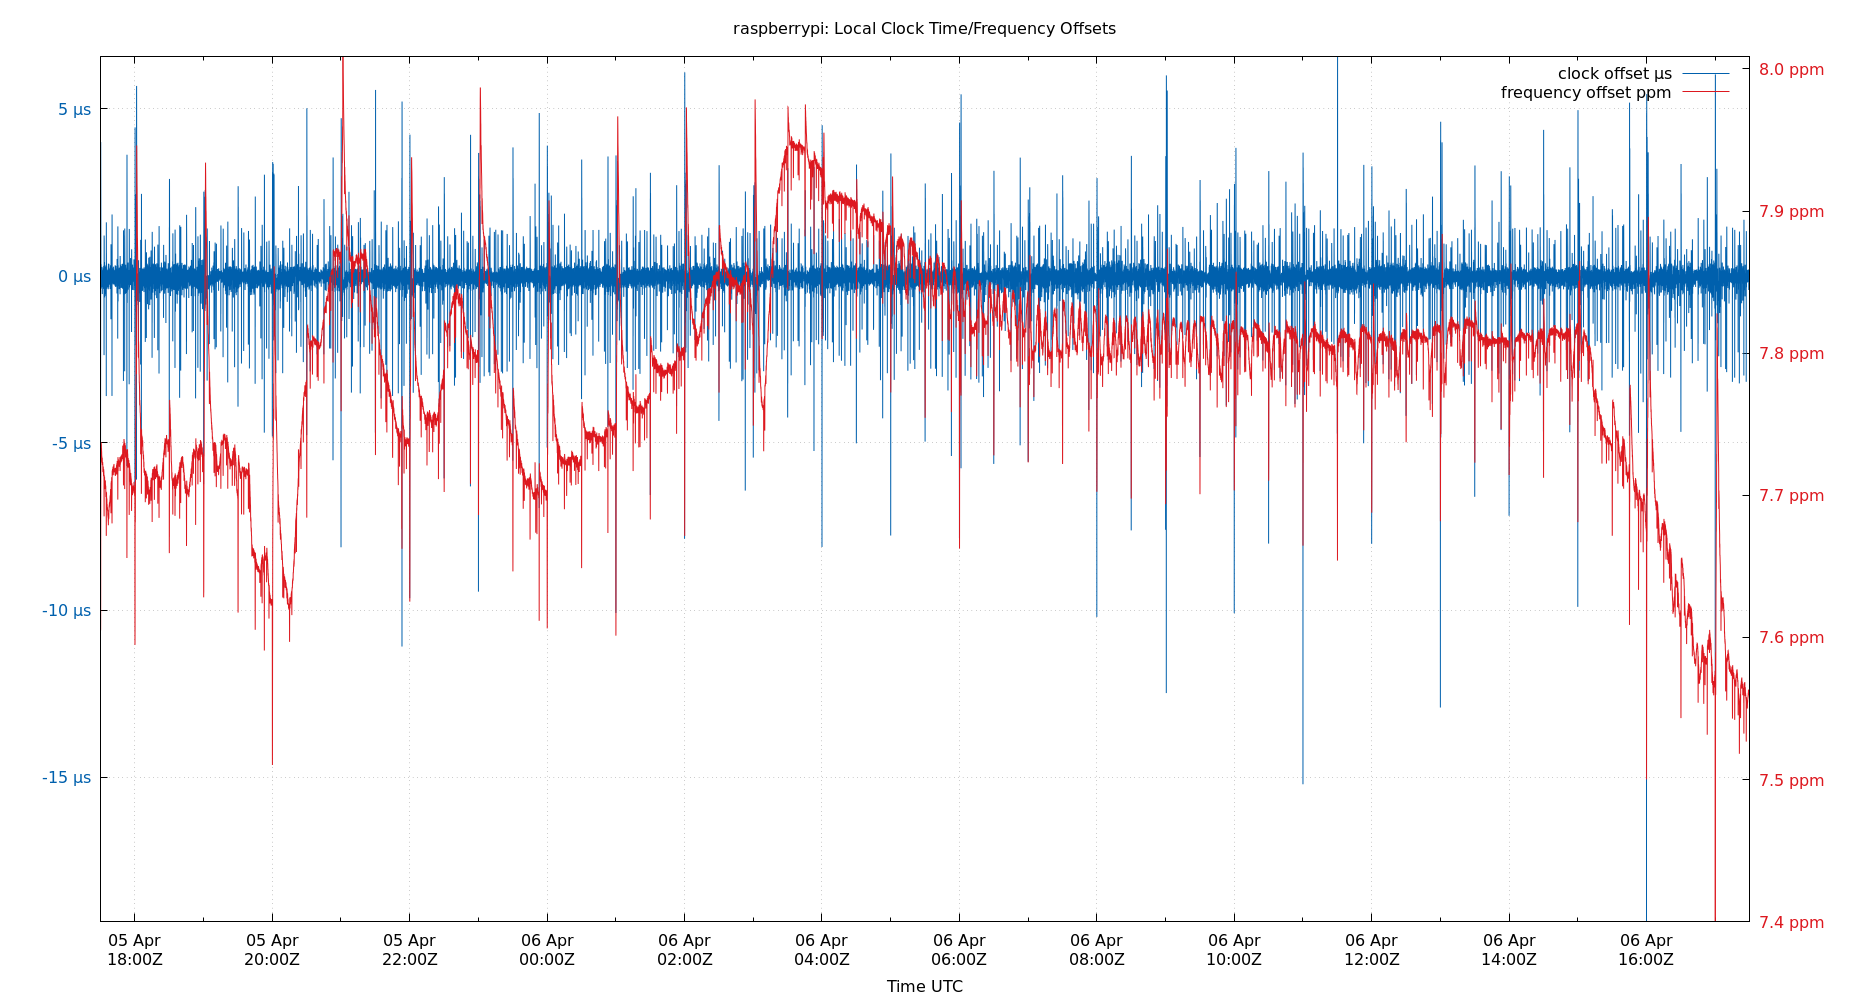 raspberrypi: Local Clock Time/Frequency Offsets
clock offset µs
frequency offset ppm
5 µs
0 µs
-5 µs
-10 µs
-15 µs
8.0 ppm
7.9 ppm
7.8 ppm
7.7 ppm
7.6 ppm
7.5 ppm
7.4 ppm
05 Apr 05 Apr 05 Apr 06 Apr 06 Apr 06 Apr 06 Apr 06 Apr 06 Apr 06 Apr 06 Apr 06 Apr
18:00Z 20:00Z 22:00Z 00:00Z 02:00Z 04:00Z 06:00Z 08:00Z 10:00Z 12:00Z 14:00Z 16:00Z
Time UTC